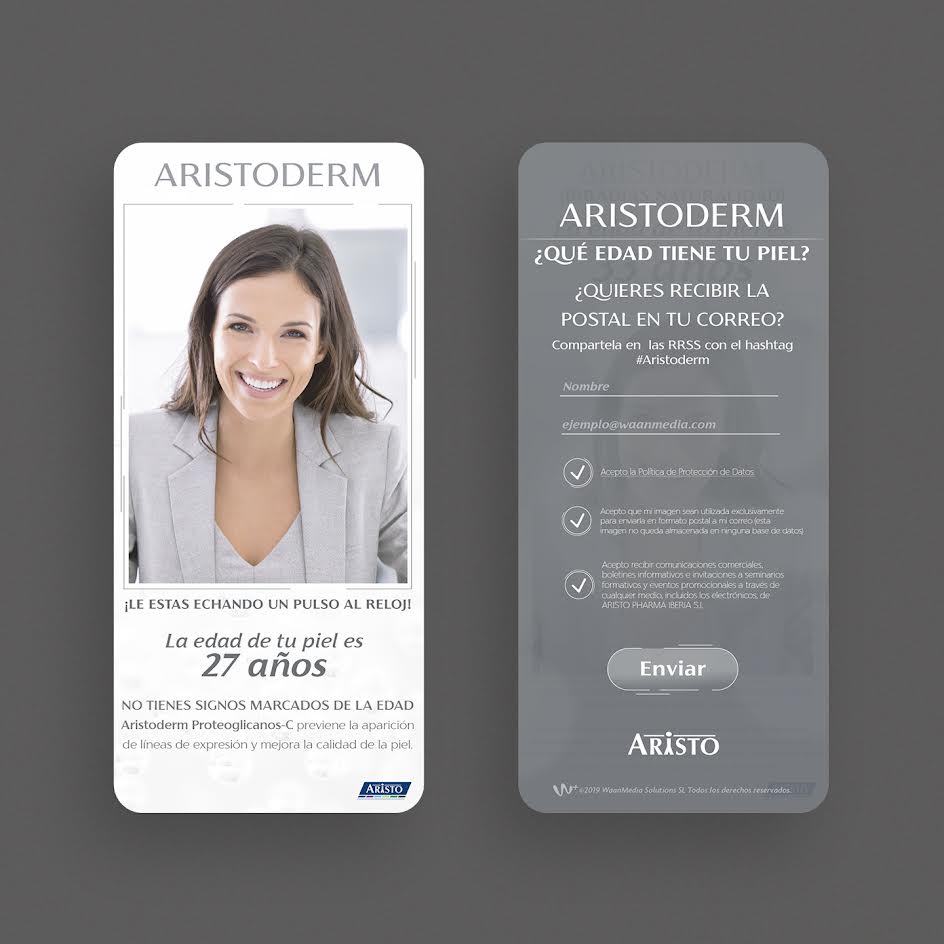 ARISTODERM
¡LE ESTAS ECHANDO UN PULSO AL RELOJ!
La edad de tu piel es
27 años
NO TIENES SIGNOS MARCADOS DE LA EDAD
Aristoderm Proteoglicanos-C previene la aparición
de líneas de expresión y mejora la calidad de la piel.
ARISTO
ARISTODERM
¿QUÉ EDAD TIENE TU PIEL?
33 años
¿QUIERES RECIBIR LA
POSTAL EN TU CORREO?
Compartela en las RRSS con el hashtag
#Aristoderm
Nombre
ejemplo@waanmedia.com
Acepto la Política de Protección de Datos
Acepto que mi imagen sean utilizada exclusivamente
para enviarla en formato postal a mi correo (esta
imagen no queda almacenada en ninguna base de datos)
Acepto recibir comunicaciones comerciales,
boletines informativos e invitaciones a seminarios
formativos y eventos promocionales a través de
cualquier medio, incluidos los electrónicos, de
ARISTO PHARMA IBERIA S.l.
Enviar
ARISTO
W+ ©2019 WaanMedia Solutions SL Todos los derechos reservados.